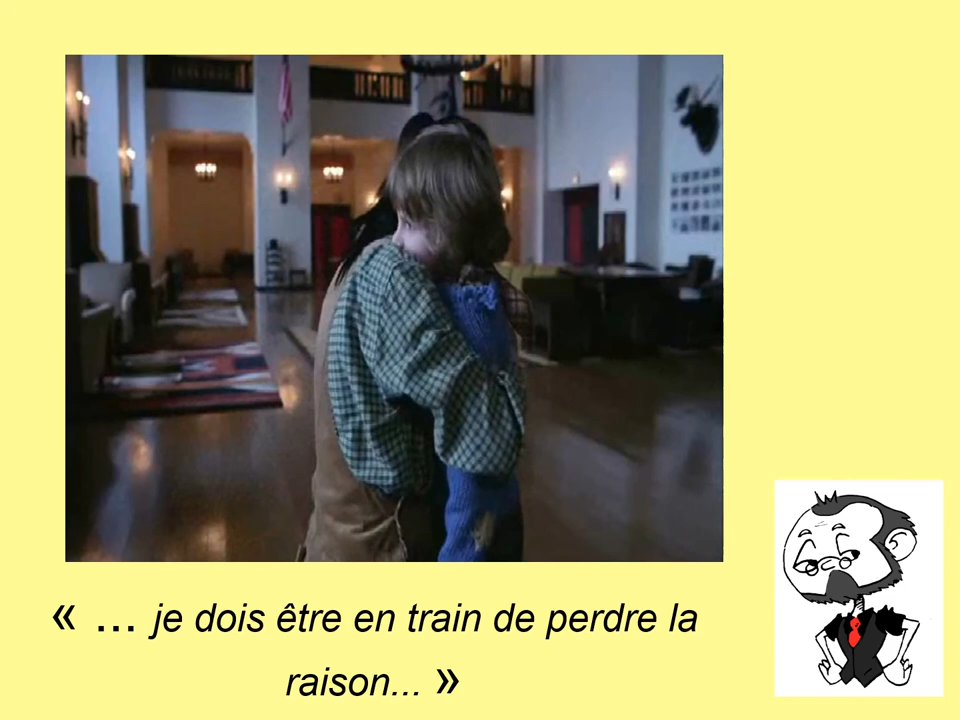 « ... je dois être en train de perdre la
raison... »